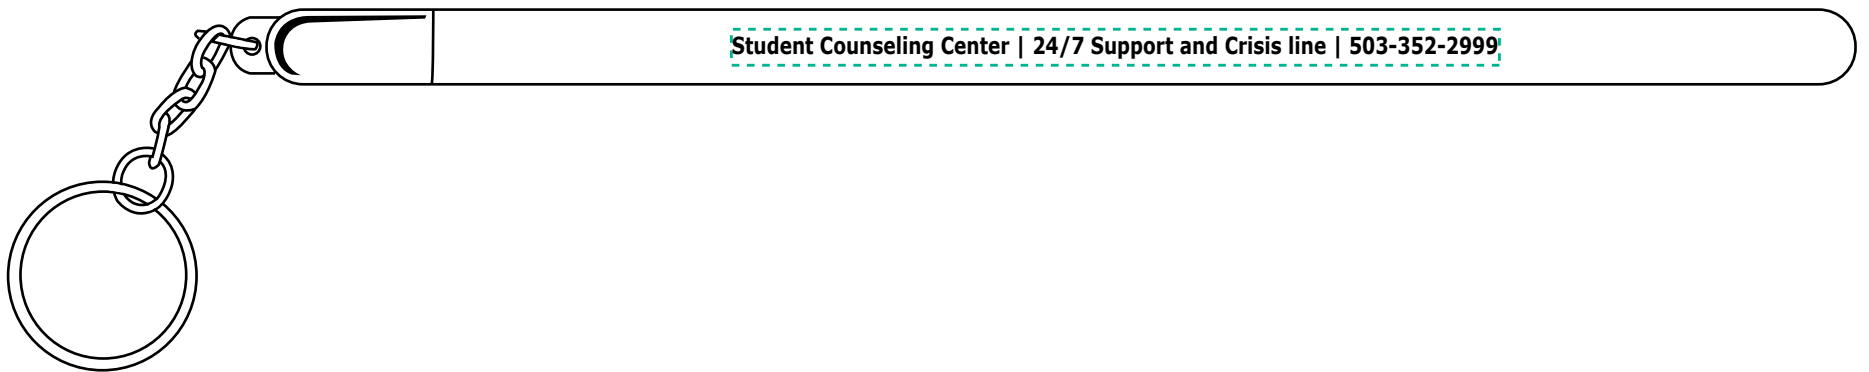 Student Counseling Center | 24/7 Support and Crisis line | 503-352-2999